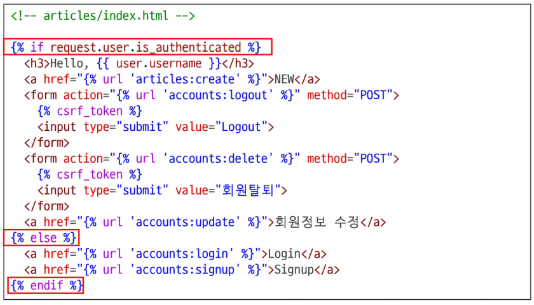 <!-- articles/index.html -->
{% if request.user.is_authenticated %}
<h3>Hello, {{ user.username }}</h3>
<a href="{% url 'articles:create' %}">NEW</a>
<form action="{% url 'accounts:logout' %}" method="POST">
{% csrf_token %}
<input type="submit" value="Logout">
</form>
<form action="{% url 'accounts:delete' %}" method="POST">
{% csrf_token %}
<input type="submit" value="회원탈퇴">
</form>
<a href="{% url 'accounts:update' %}">회원정보 수정</a>
{% else %}
<a href="{% url 'accounts:login' %}">Login</a>
<a href="{% url 'accounts:signup' %}">Signup</a>
{% endif %}